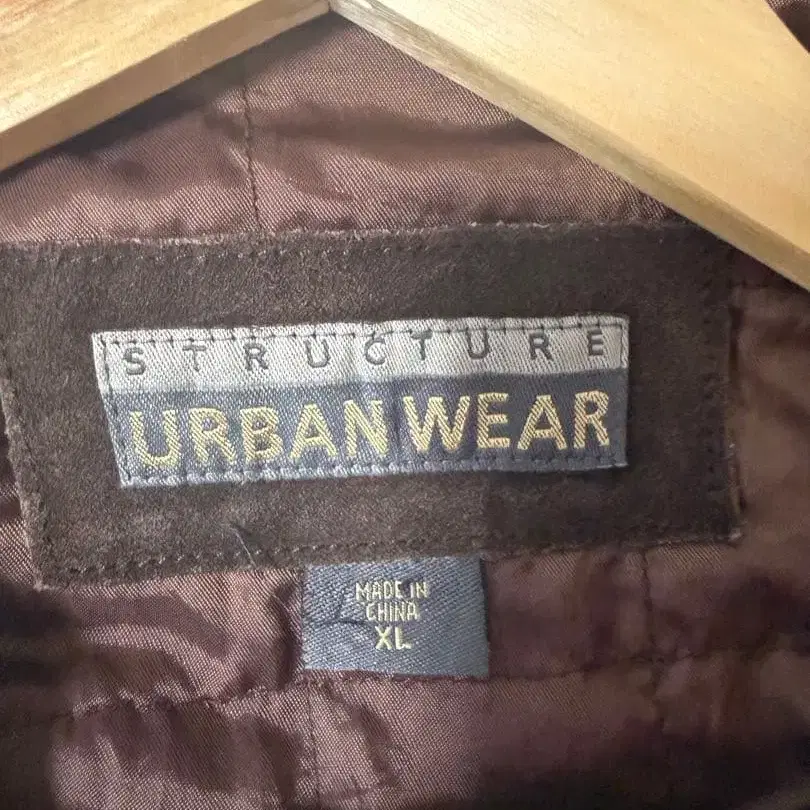 STRUCTURE
URBAN WEAR
MADE IN
CHINA
XL